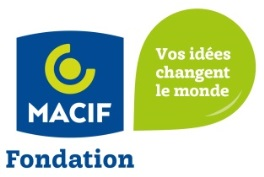 MACIF
Fondation
Vos idées
changent
le monde